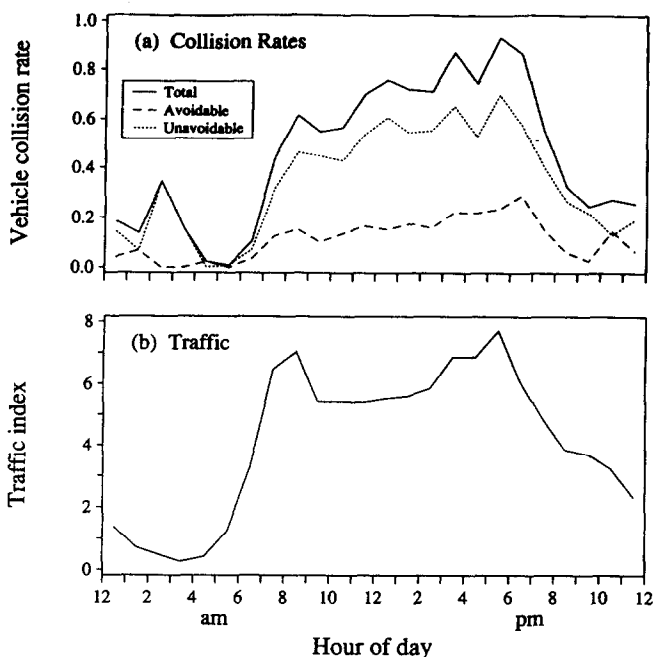 (a) Collision Rates
Total
Avoidable
Unavoidable
Vehicle collision rate
1.0
0.8
0.6
0.4
0.2
0.0
(b) Traffic
Traffic index
8
6
4
2
0
12 2 4 6 8 10 12 2 4 6 8 10 12
am pm
Hour of day